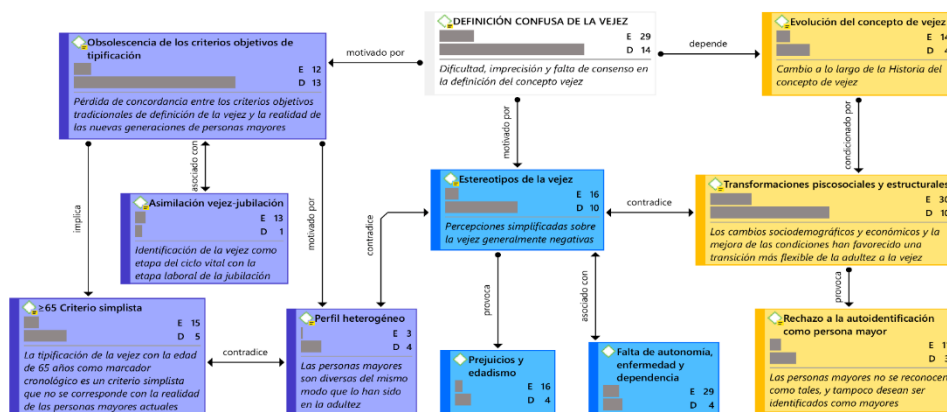 DEFINICIÓN CONFUSA DE LA VEJEZ
E 29
D 14
Dificultad, imprecisión y falta de consenso en
la definición del concepto vejez
motivado por
depende
motivado por
Obsolescencia de los criterios objetivos de
tipificación
E 12
D 13
Pérdida de concordancia entre los criterios objetivos
tradicionales de definición de la vejez y la realidad de
las nuevas generaciones de personas mayores
Evolución del concepto de vejez
E 14
D
Cambio a lo largo de la Historia del
concepto de vejez
implica
asociado con
motivado por
condicionado por
Asimilación vejez-jubilación
E 13
D 1
Identificación de la vejez como
etapa del ciclo vital con la
etapa laboral de la jubilación
Estereotipos de la vejez
E 16
D 10
Percepciones simplificadas sobre
la vejez generalmente negativas
contradice
contradice
Transformaciones piscosociales y estructurales
E 30
D 10
Los cambios sociodemográficos y económicos y la
mejora de las condiciones han favorecido una
transición más flexible de la adultez a la vejez
provoca
asociado con
provoca
≥65 Criterio simplista
E 15
D 5
La tipificación de la vejez con la edad
de 65 años como marcador
cronológico es un criterio simplista
que no se corresponde con la realidad
de las personas mayores actuales
contradice
Perfil heterogéneo
E 3
D 4
Las personas mayores
son diversas del mismo
modo que lo han sido
en la adultez
Prejuicios y
edadismo
E 16
D 4
Falta de autonomía,
enfermedad y
dependencia
E 29
D 4
Rechazo a la autoidentificación
como persona mayor
E
D
Las personas mayores no se reconocen
como tales, y tampoco desean ser
identificados como mayores